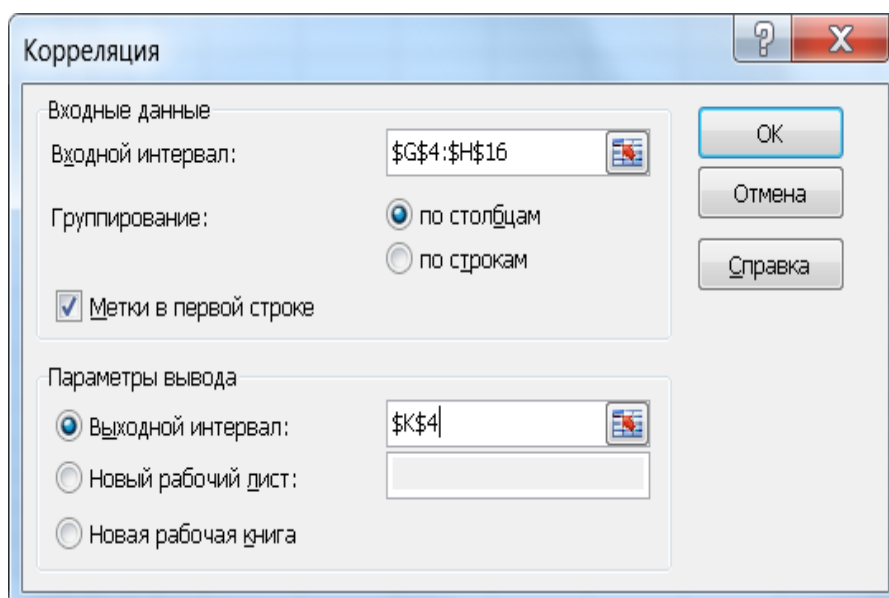 Корреляция
Входные данные
Входной интервал: $G$4:$H$16
Группирование: по столбцам
по строкам
Метки в первой строке
Параметры вывода
Выходной интервал: $K$4
Новый рабочий лист:
Новая рабочая книга
?
X
ОК
Отмена
Справка